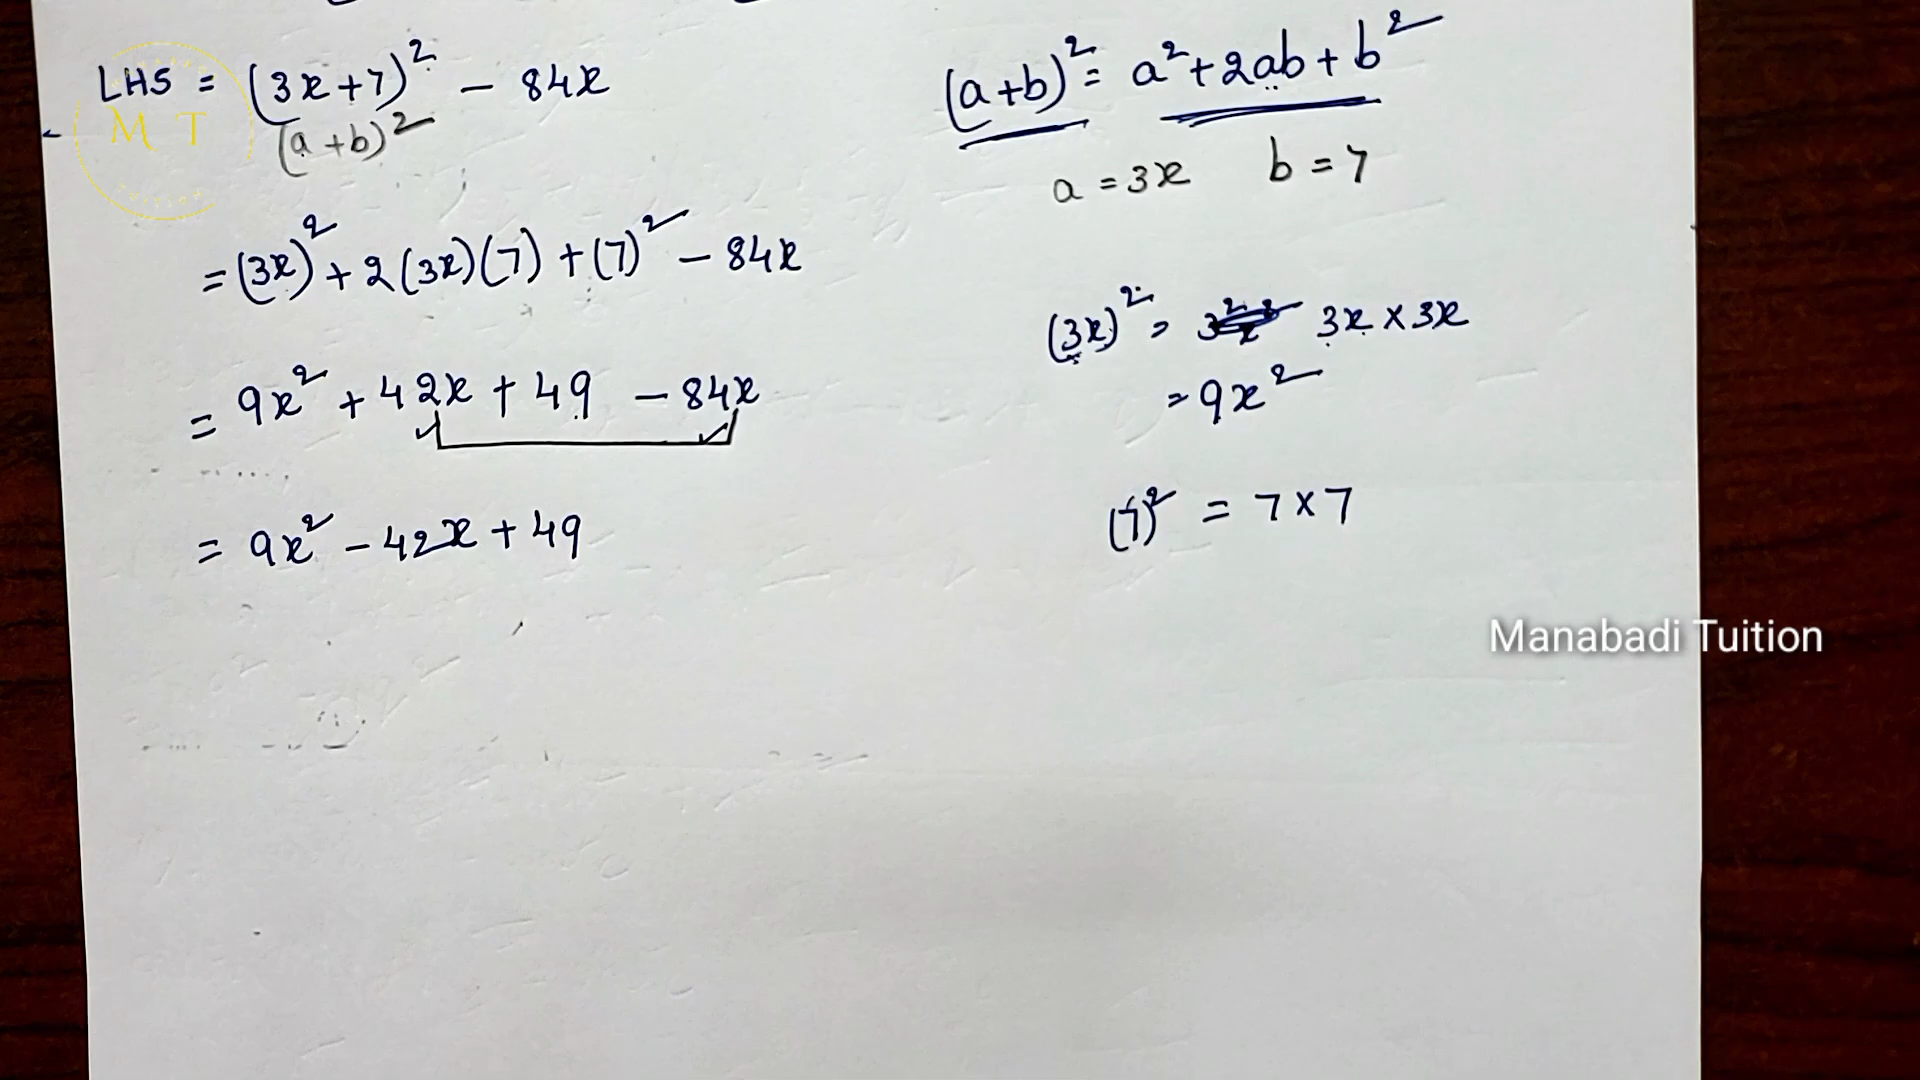 LHS = (3x+7)² - 84x
(a+b)²
M T
= (3x)² + 2(3x)(7) + (7)² - 84x
= 9x² + 42x + 49 - 84x
= 9x² - 42x + 49
(a+b)² = a² + 2ab + b²
a = 3x b = 7
(3x)² = 3x × 3x
= 9x²
(7)² = 7 × 7
Manabadi Tuition